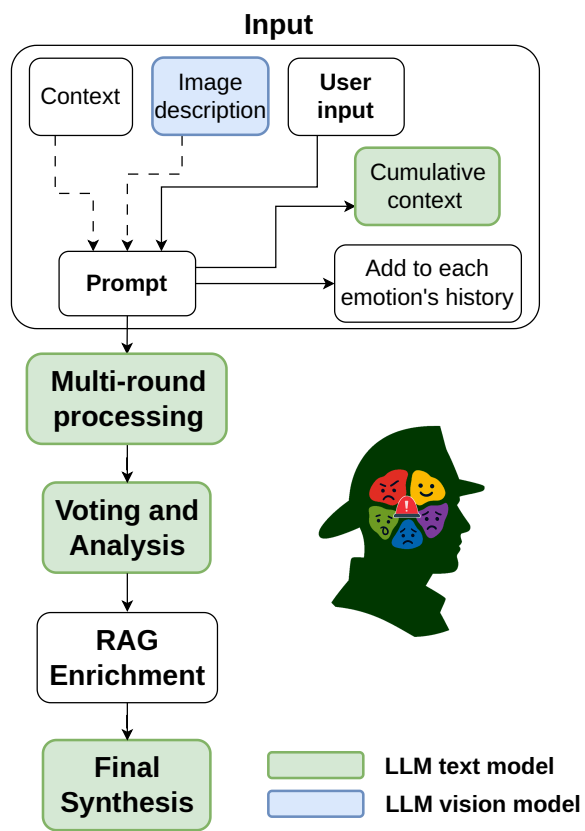 Input
Context
Image
description
User
input
Cumulative
context
Prompt
Add to each
emotion's history
Multi-round
processing
Voting and
Analysis
!
RAG
Enrichment
Final
Synthesis
LLM text model
LLM vision model